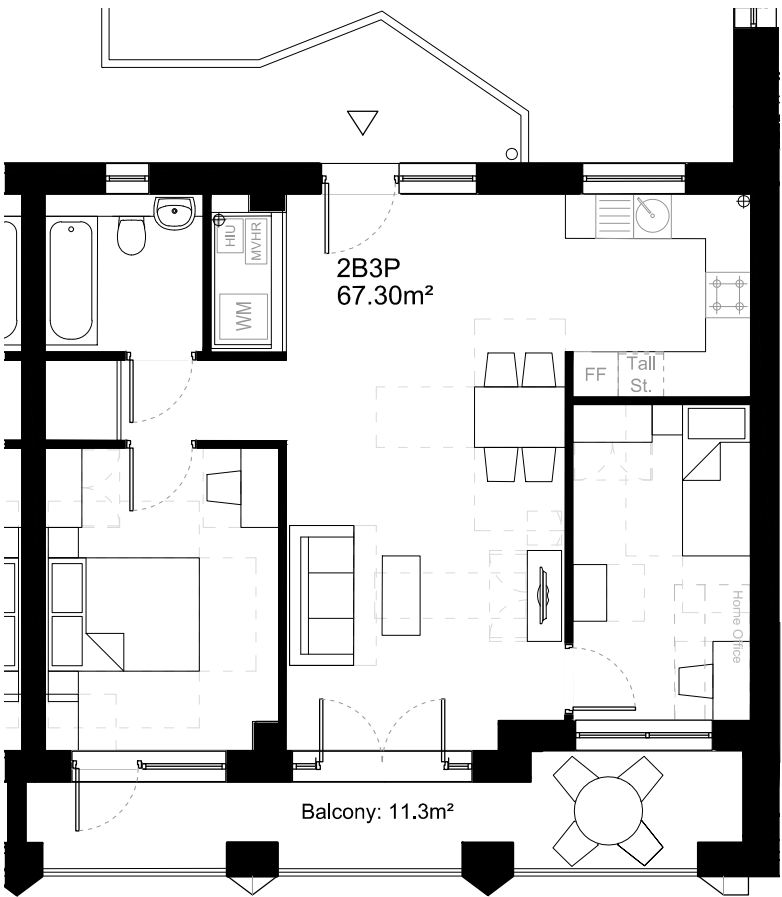 HIU
MVHR
WM
2B3P
67.30m²
FF
Tall
St.
Home Office
Balcony: 11.3m²